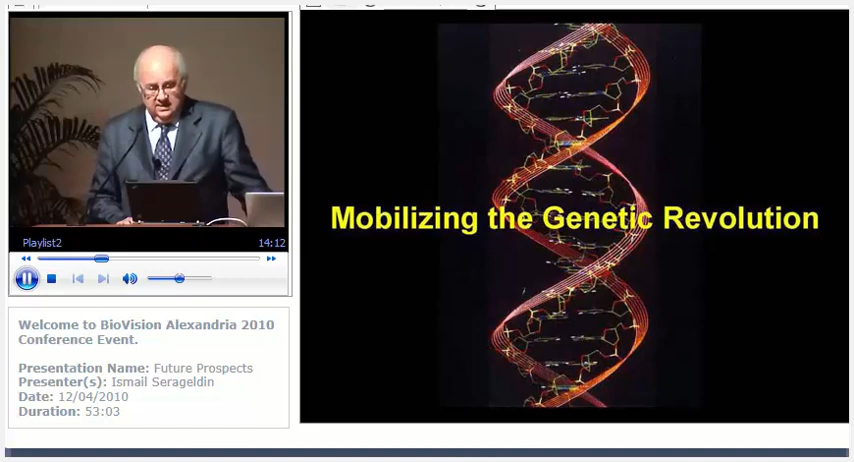 Playlist2 14:12
Welcome to BioVision Alexandria 2010
Conference Event.
Presentation Name: Future Prospects
Presenter(s): Ismail Serageldin
Date: 12/04/2010
Duration: 53:03
Mobilizing the Genetic Revolution